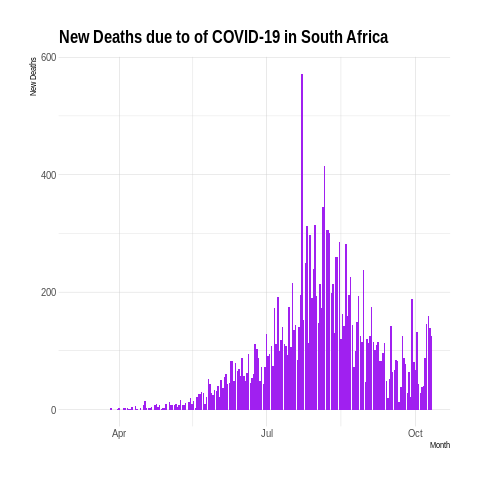 New Deaths due to of COVID-19 in South Africa
New Deaths
600
400
200
0
Apr
Jul
Oct
Month